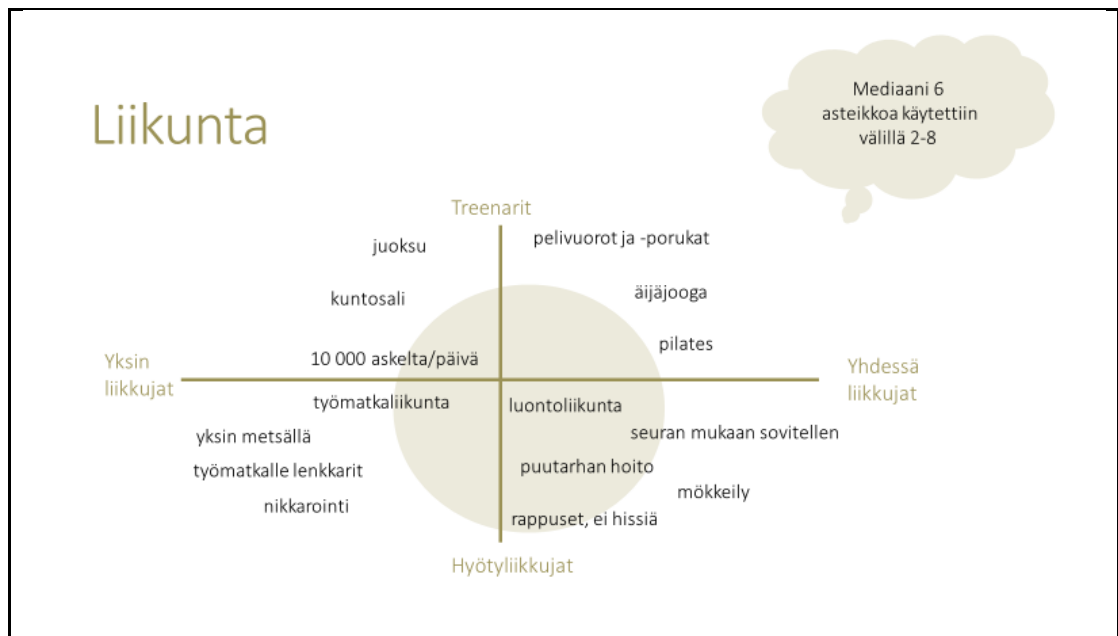 Mediaani 6
asteikkoa käytettiin
välillä 2-8
Liikunta
Treenarit
juoksu
pelivuorot ja -porukat
kuntosali
äijäjooga
pilates
10 000 askelta/päivä
Yksin
liikkujat
Yhdessä
liikkujat
työmatkaliikunta
luontoliikunta
yksin metsällä
seuran mukaan sovitellen
työmatkalle lenkkarit
puutarhan hoito
nikkarointi
mökkeily
rappuset, ei hissiä
Hyötyliikkujat